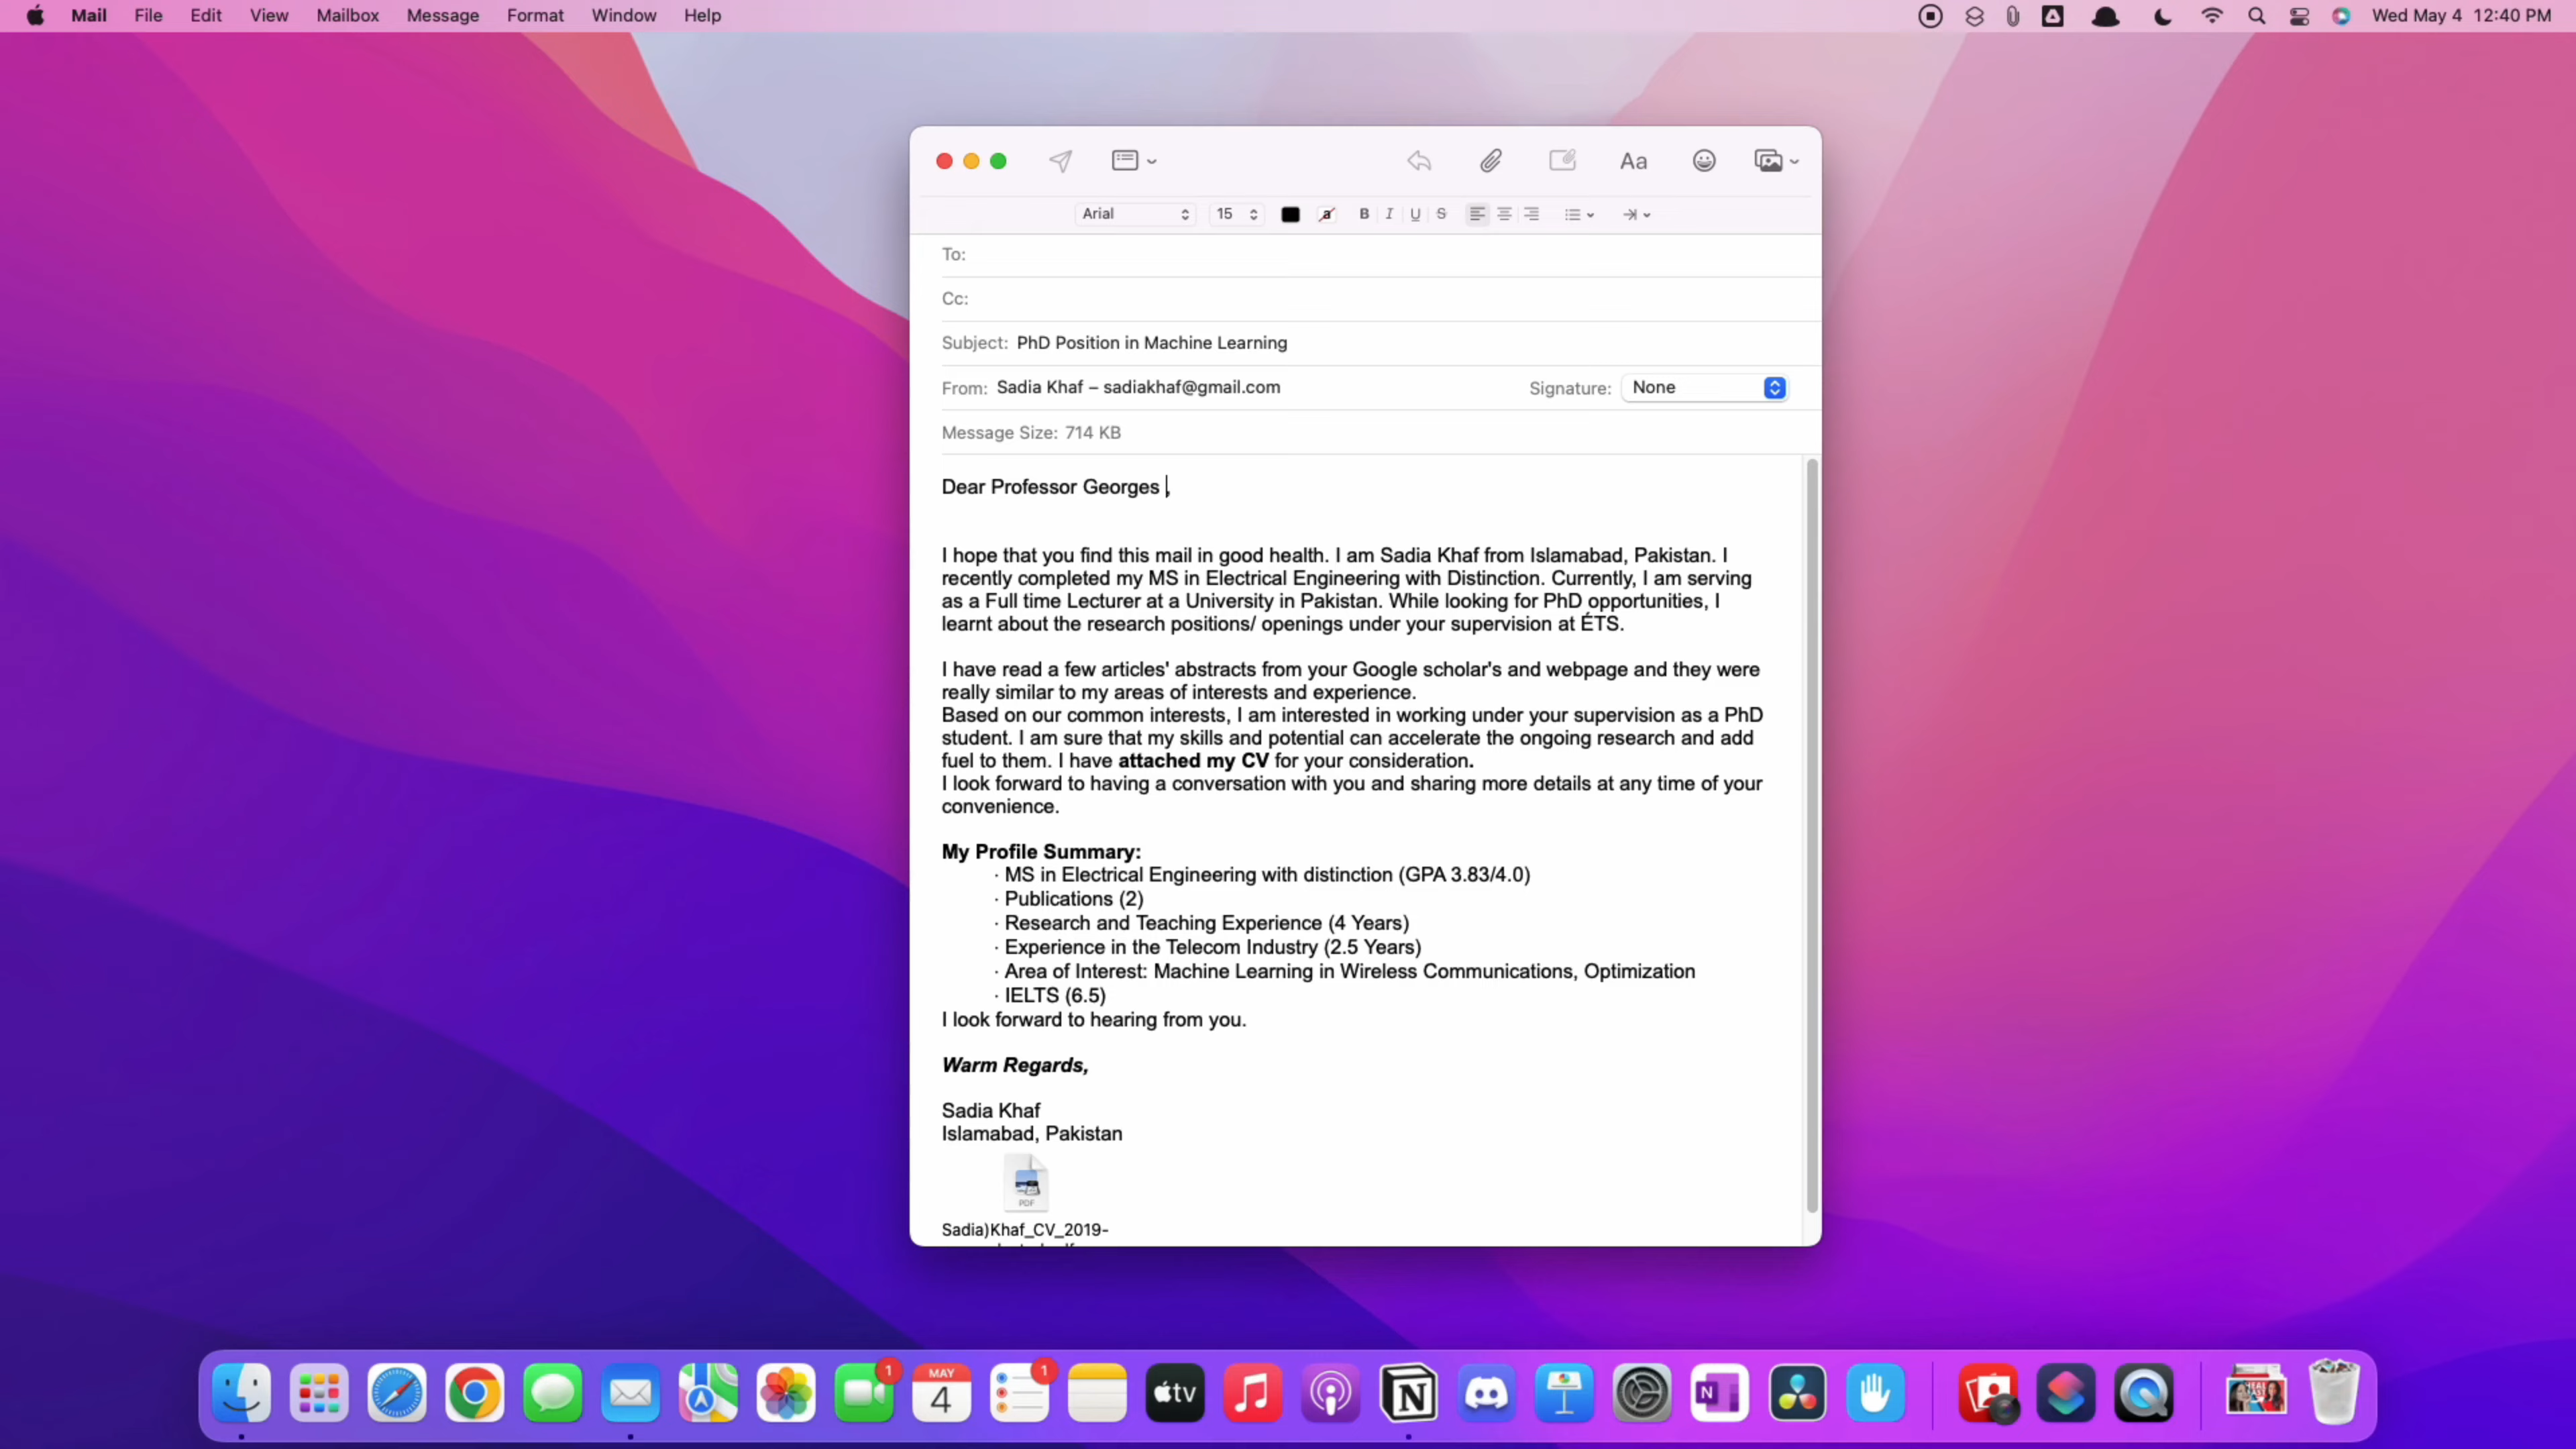 Mail File Edit View Mailbox Message Format Window Help Wed May 4 12:40 PM
Aa
Arial 15 a B I U S
To:
Cc:
Subject: PhD Position in Machine Learning
From: Sadia Khaf – sadiakhaf@gmail.com Signature: None
Message Size: 714 KB
Dear Professor Georges ,
I hope that you find this mail in good health. I am Sadia Khaf from Islamabad, Pakistan. I
recently completed my MS in Electrical Engineering with Distinction. Currently, I am serving
as a Full time Lecturer at a University in Pakistan. While looking for PhD opportunities, I
learnt about the research positions/ openings under your supervision at ÉTS.
I have read a few articles' abstracts from your Google scholar's and webpage and they were
really similar to my areas of interests and experience.
Based on our common interests, I am interested in working under your supervision as a PhD
student. I am sure that my skills and potential can accelerate the ongoing research and add
fuel to them. I have attached my CV for your consideration.
I look forward to having a conversation with you and sharing more details at any time of your
convenience.
My Profile Summary:
· MS in Electrical Engineering with distinction (GPA 3.83/4.0)
· Publications (2)
· Research and Teaching Experience (4 Years)
· Experience in the Telecom Industry (2.5 Years)
· Area of Interest: Machine Learning in Wireless Communications, Optimization
· IELTS (6.5)
I look forward to hearing from you.
Warm Regards,
Sadia Khaf
Islamabad, Pakistan
PDF
Sadia)Khaf_CV_2019-
1 MAY 4 1 tv N N